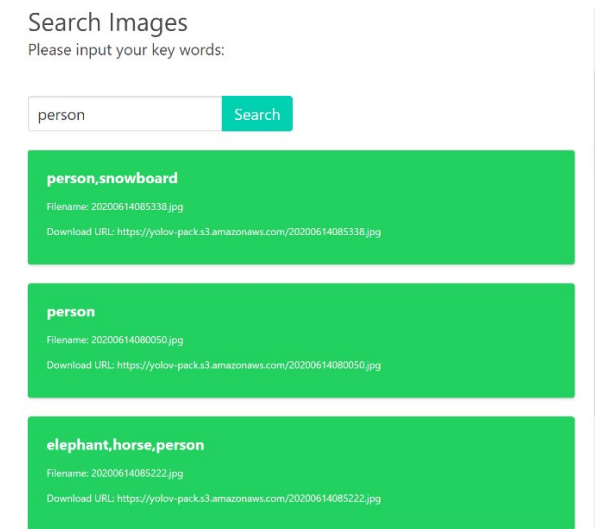 Search Images
Please input your key words:
person Search
person,snowboard
Filename: 20200614085338.jpg
Download URL: https://yolov-pack.s3.amazonaws.com/20200614085338.jpg
person
Filename: 20200614080050.jpg
Download URL: https://yolov-pack.s3.amazonaws.com/20200614080050.jpg
elephant,horse,person
Filename: 20200614085222.jpg
Download URL: https://yolov-pack.s3.amazonaws.com/20200614085222.jpg